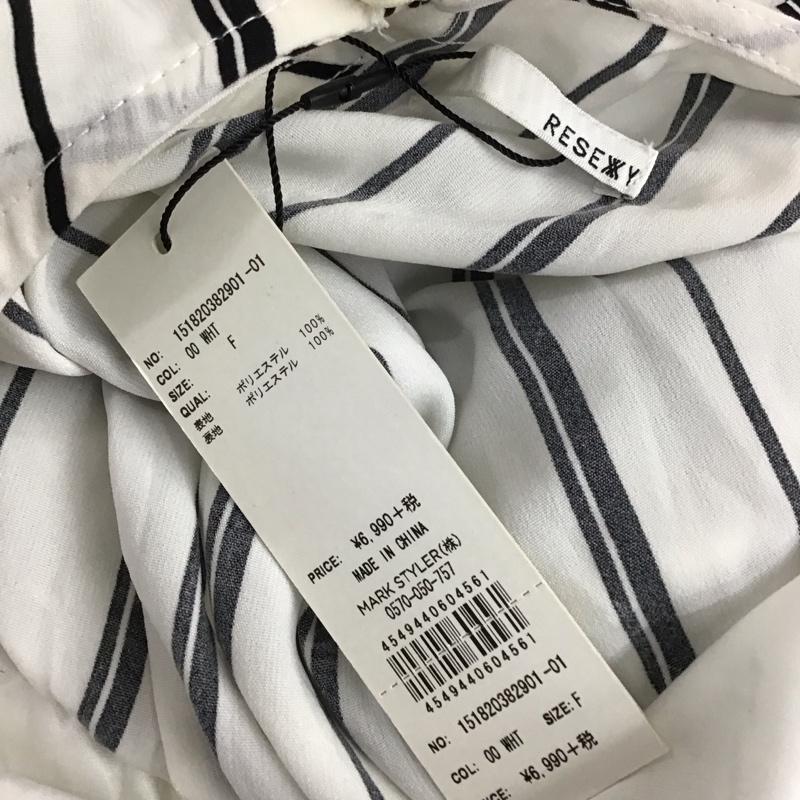 RESEXXY
NO: 151820382901-01
COL: 00 WHT
SIZE: F
QUAL:
表地 ポリエステル 100%
裏地 ポリエステル 100%
PRICE: ¥6,990+税
MADE IN CHINA
MARK STYLER(株)
0570-050-757
4549440604561
4549440604561
NO: 151820382901-01
COL: 00 WHT SIZE:F
ICE: ¥6,990+税